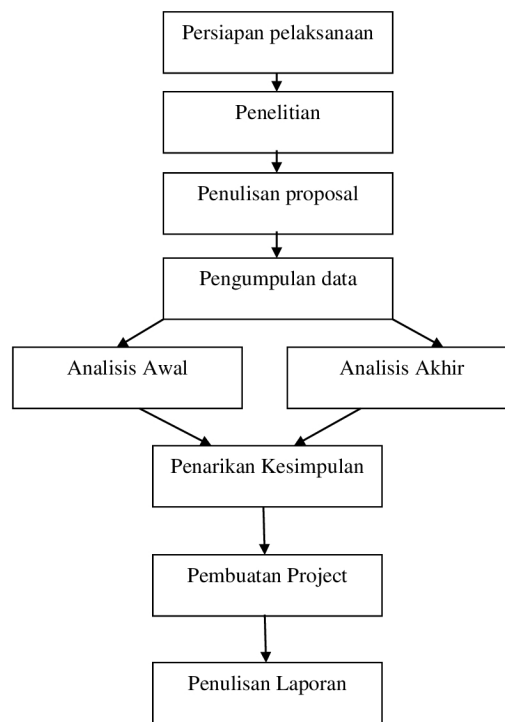 Persiapan pelaksanaan
Penelitian
Penulisan proposal
Pengumpulan data
Analisis Awal
Analisis Akhir
Penarikan Kesimpulan
Pembuatan Project
Penulisan Laporan